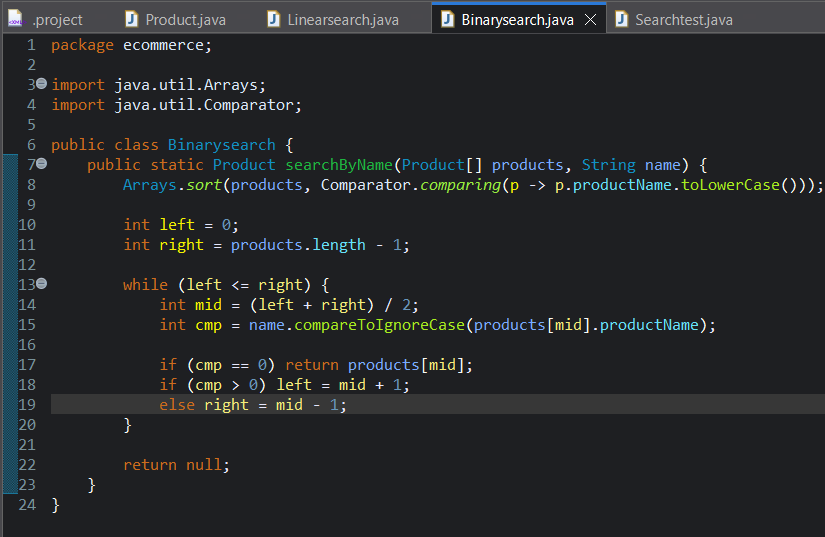 .project Product.java Linearsearch.java Binarysearch.java Searchtest.java
1 package ecommerce;
2
3 import java.util.Arrays;
4 import java.util.Comparator;
5
6 public class Binarysearch {
7     public static Product searchByName(Product[] products, String name) {
8         Arrays.sort(products, Comparator.comparing(p -> p.productName.toLowerCase()));
9
10         int left = 0;
11         int right = products.length - 1;
12
13         while (left <= right) {
14             int mid = (left + right) / 2;
15             int cmp = name.compareToIgnoreCase(products[mid].productName);
16
17             if (cmp == 0) return products[mid];
18             if (cmp > 0) left = mid + 1;
19             else right = mid - 1;
20         }
21
22         return null;
23     }
24 }